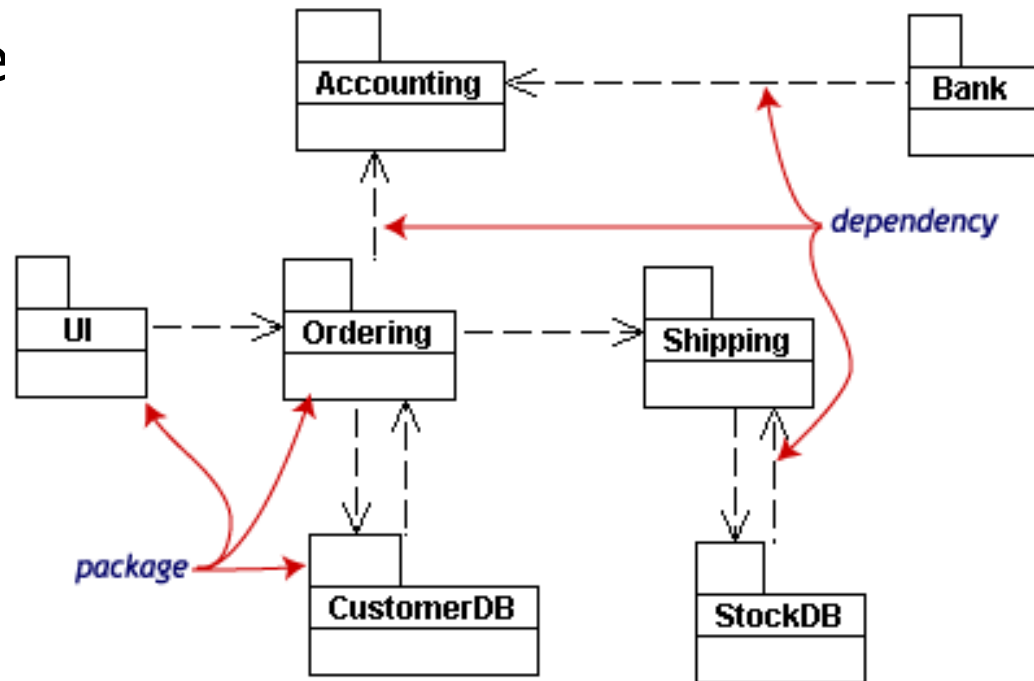 e
Accounting
Bank
dependency
UI
Ordering
Shipping
package
CustomerDB
StockDB